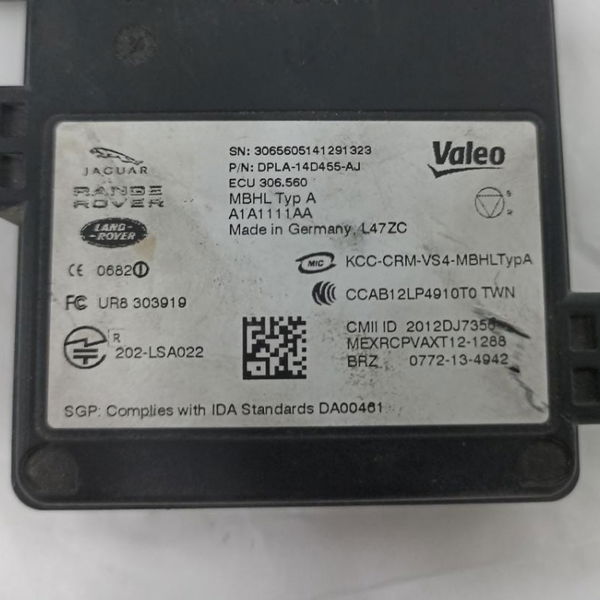 JAGUAR
RANGE
ROVER
LAND-
ROVER
CE 0682
FC UR8 303919
R
202-LSA022
SN: 3065605141291323
P/N: DPLA-14D455-AJ
ECU 306.560
MBHL Typ A
A1A1111AA
Made in Germany, L47ZC
Valeo
MIC KCC-CRM-VS4-MBHLTypA
CCAB12LP4910T0 TWN
CMII ID 2012DJ7356
MEXRCPVAXT12-1288
BRZ 0772-13-4942
SGP: Complies with IDA Standards DA00461